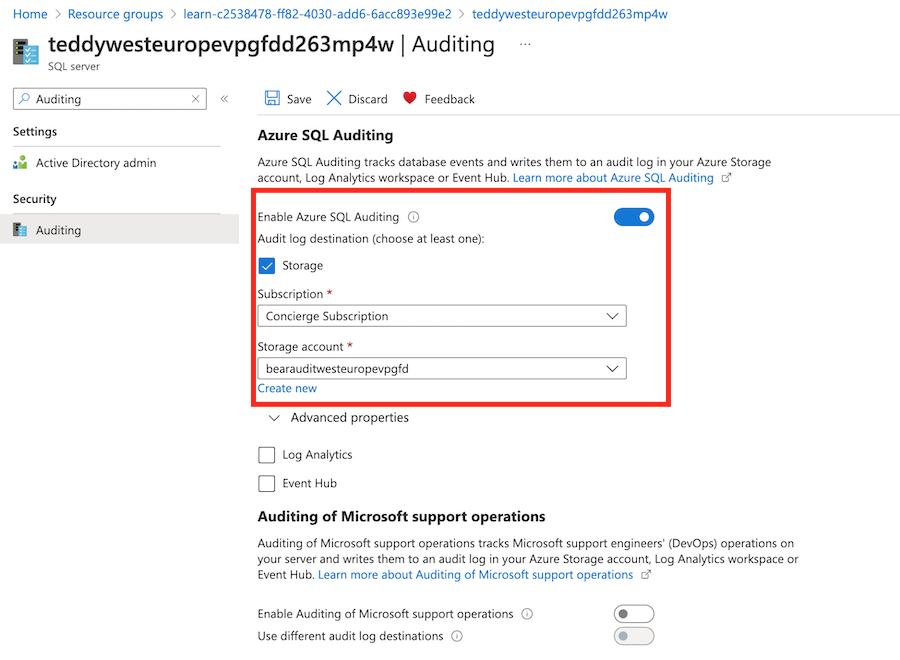 Home > Resource groups > learn-c2538478-ff82-4030-add6-6acc893e99e2 > teddywesteuropevpgfdd263mp4w
teddywesteuropevpgfdd263mp4w | Auditing ...
SQL server
Auditing
Settings
Active Directory admin
Security
Auditing
Save Discard Feedback
Azure SQL Auditing
Azure SQL Auditing tracks database events and writes them to an audit log in your Azure Storage
account, Log Analytics workspace or Event Hub. Learn more about Azure SQL Auditing
Enable Azure SQL Auditing
Audit log destination (choose at least one):
Storage
Subscription *
Concierge Subscription
Storage account *
bearauditwesteuropevpgfd
Create new
Advanced properties
Log Analytics
Event Hub
Auditing of Microsoft support operations
Auditing of Microsoft support operations tracks Microsoft support engineers' (DevOps) operations on
your server and writes them to an audit log in your Azure Storage account, Log Analytics workspace or
Event Hub. Learn more about Auditing of Microsoft support operations
Enable Auditing of Microsoft support operations
Use different audit log destinations